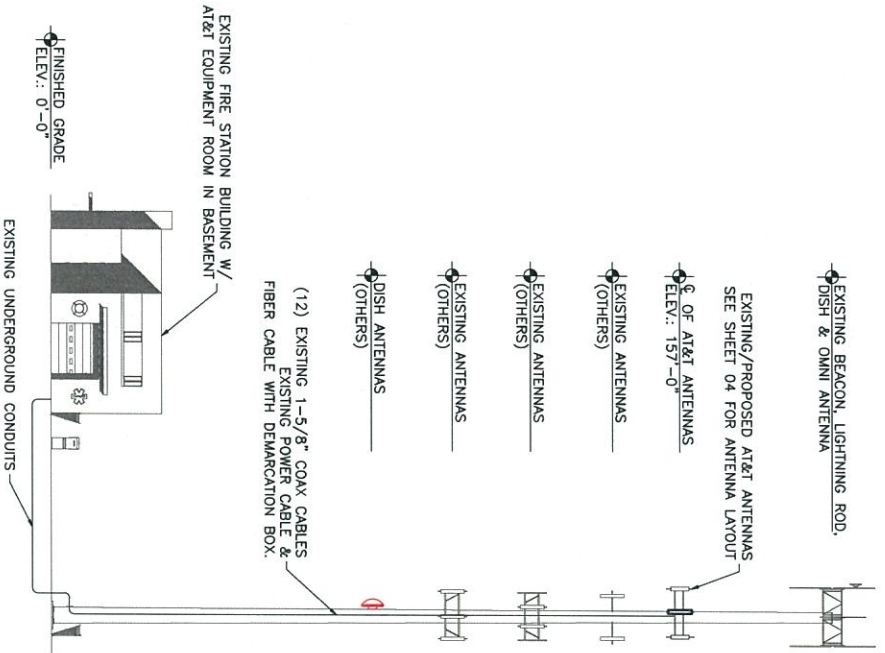 EXISTING BEACON, LIGHTNING ROD,
DISH & OMNI ANTENNA
EXISTING/PROPOSED AT&T ANTENNAS
SEE SHEET 04 FOR ANTENNA LAYOUT
℄ OF AT&T ANTENNAS
ELEV.: 157'-0"
EXISTING ANTENNAS
(OTHERS)
EXISTING ANTENNAS
(OTHERS)
EXISTING ANTENNAS
(OTHERS)
DISH ANTENNAS
(OTHERS)
(12) EXISTING 1-5/8" COAX CABLES
EXISTING POWER CABLE &
FIBER CABLE WITH DEMARCATION BOX.
EXISTING FIRE STATION BUILDING W/
AT&T EQUIPMENT ROOM IN BASEMENT
FINISHED GRADE
ELEV.: 0'-0"
EXISTING UNDERGROUND CONDUITS